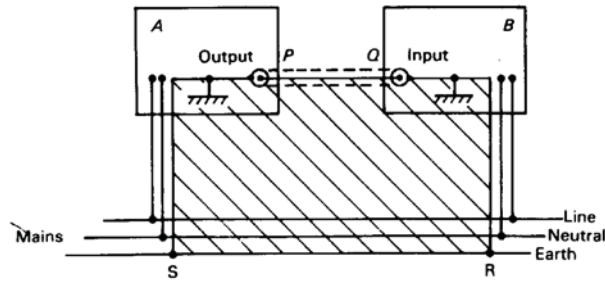 A
B
Output P Q Input
Line
Mains
Neutral
Earth
S R